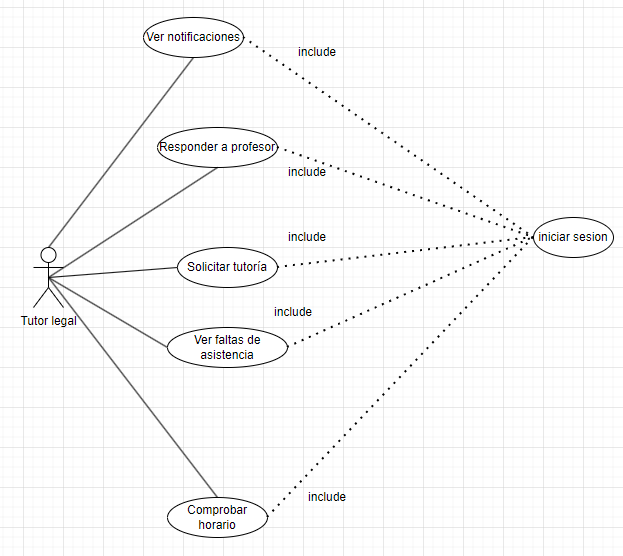 Ver notificaciones
include
Responder a profesor
include
include
iniciar sesion
Solicitar tutoría
include
Tutor legal
Ver faltas de
asistencia
include
Comprobar
horario